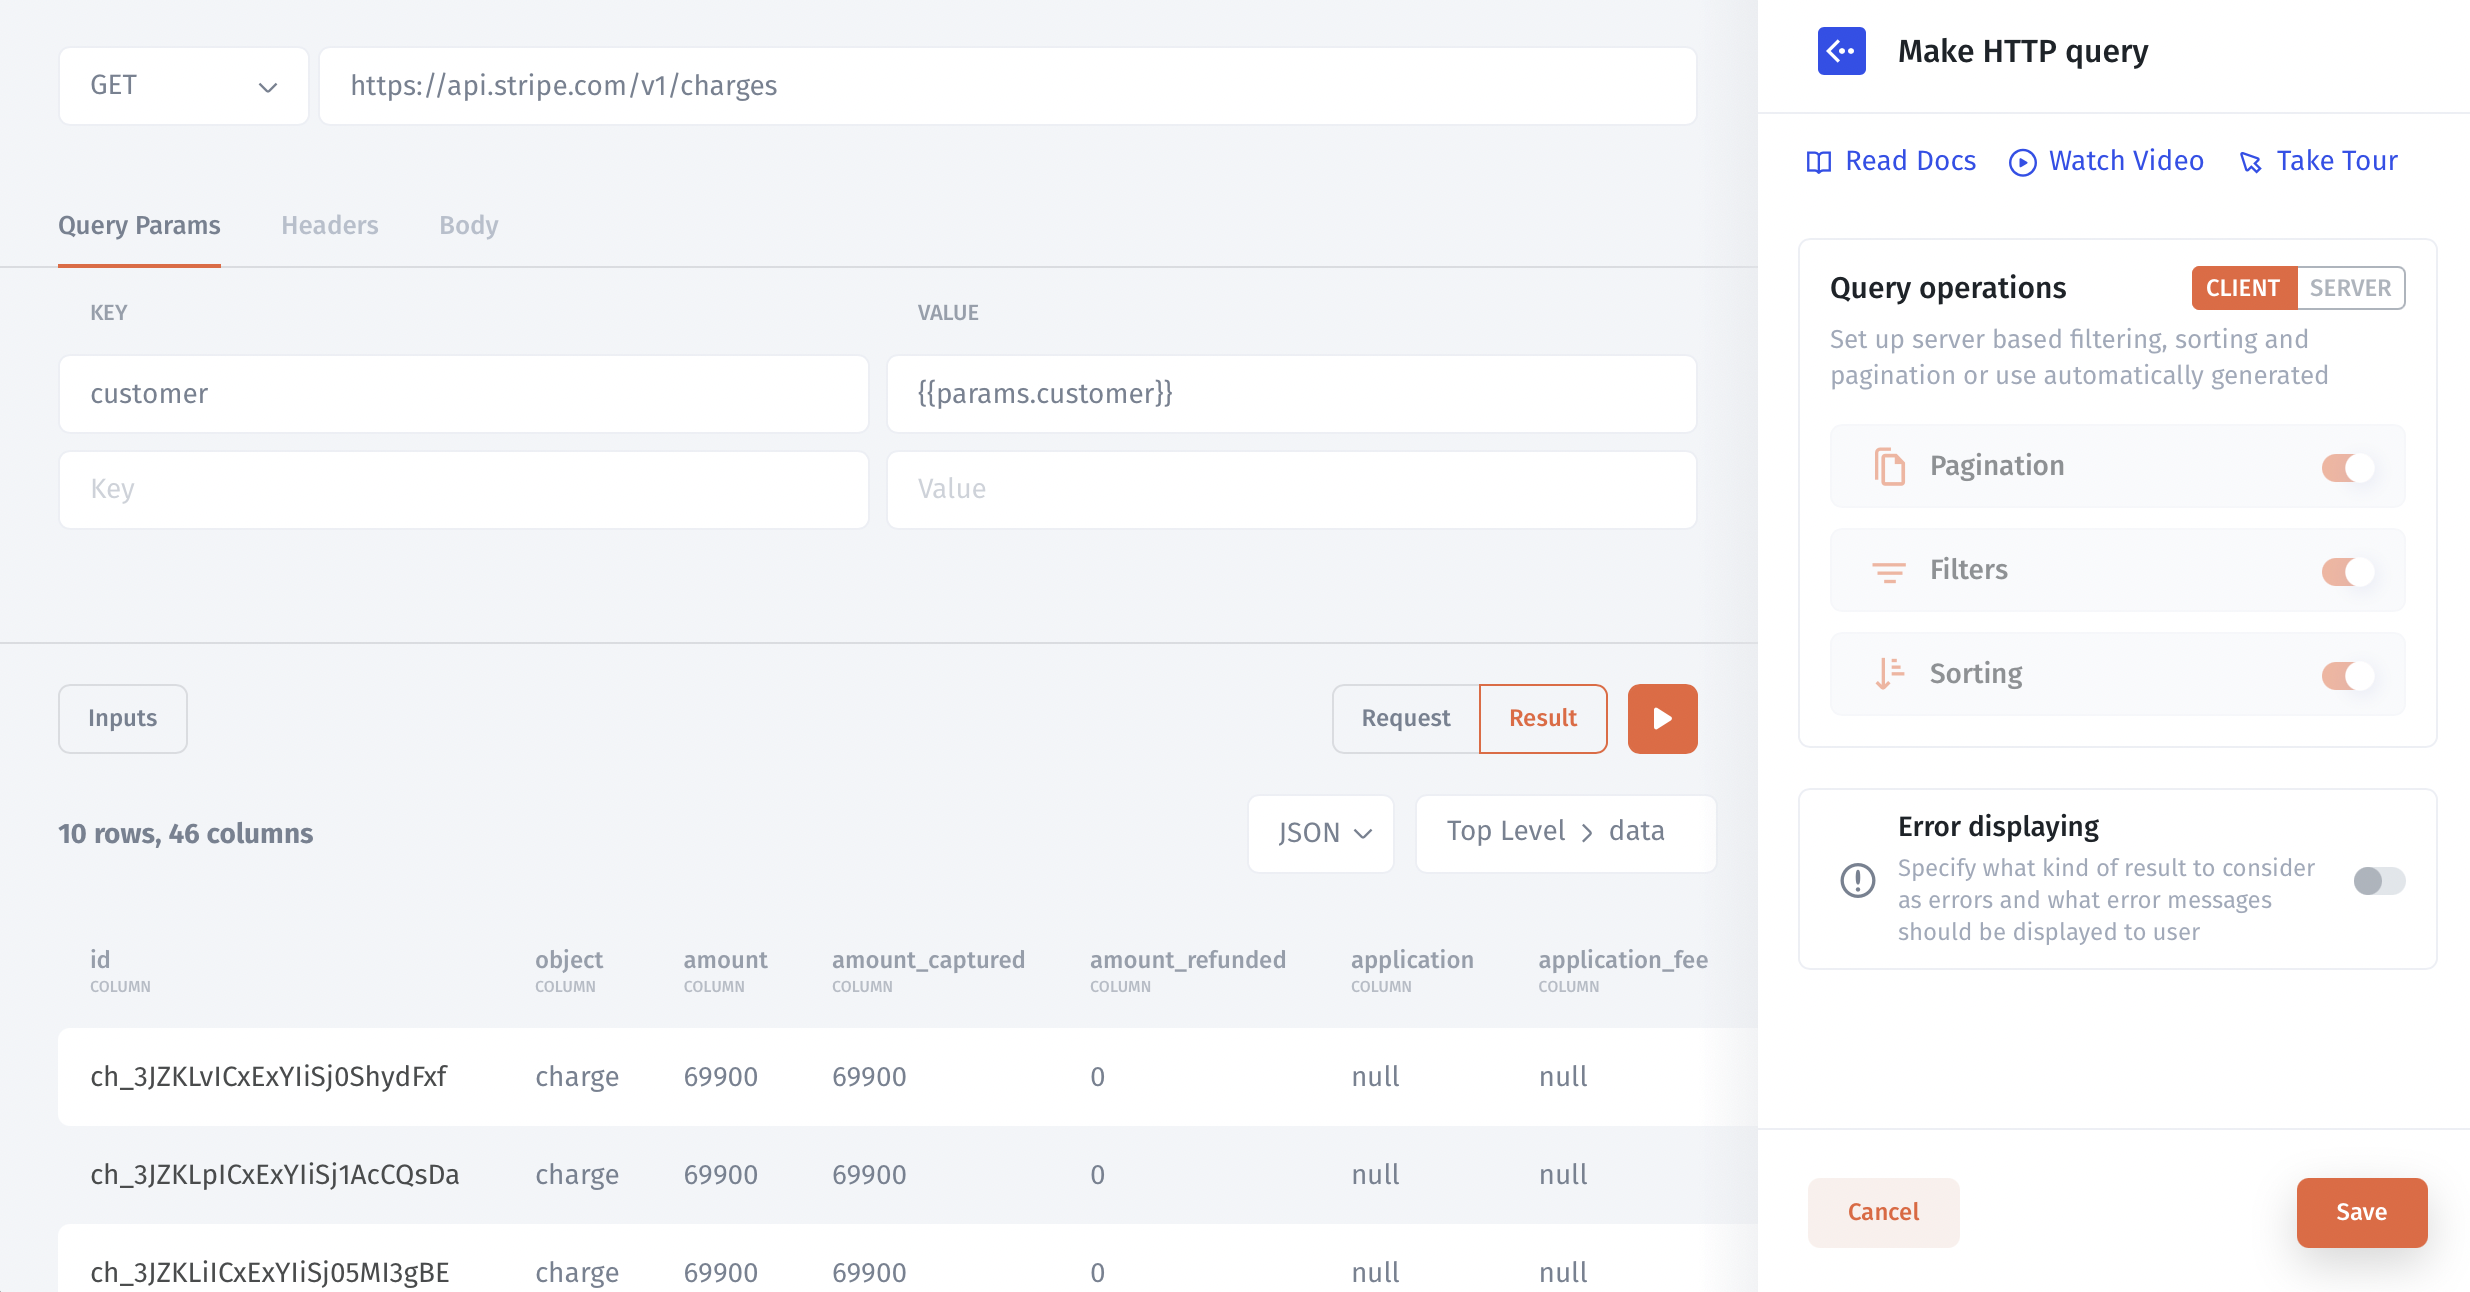 GET
https://api.stripe.com/v1/charges
Query Params Headers Body
KEY VALUE
customer {{params.customer}}
Key Value
Inputs
Request Result
10 rows, 46 columns
JSON Top Level > data
id object amount amount_captured amount_refunded application application_fee
COLUMN COLUMN COLUMN COLUMN COLUMN COLUMN COLUMN
ch_3JZKLvICxExYIiSj0ShydFxf charge 69900 69900 0 null null
ch_3JZKLpICxExYIiSj1AcCQsDa charge 69900 69900 0 null null
ch_3JZKLiICxExYIiSj05MI3gBE charge 69900 69900 0 null null
Make HTTP query
Read Docs Watch Video Take Tour
Query operations CLIENT SERVER
Set up server based filtering, sorting and
pagination or use automatically generated
Pagination
Filters
Sorting
Error displaying
Specify what kind of result to consider
as errors and what error messages
should be displayed to user
Cancel Save